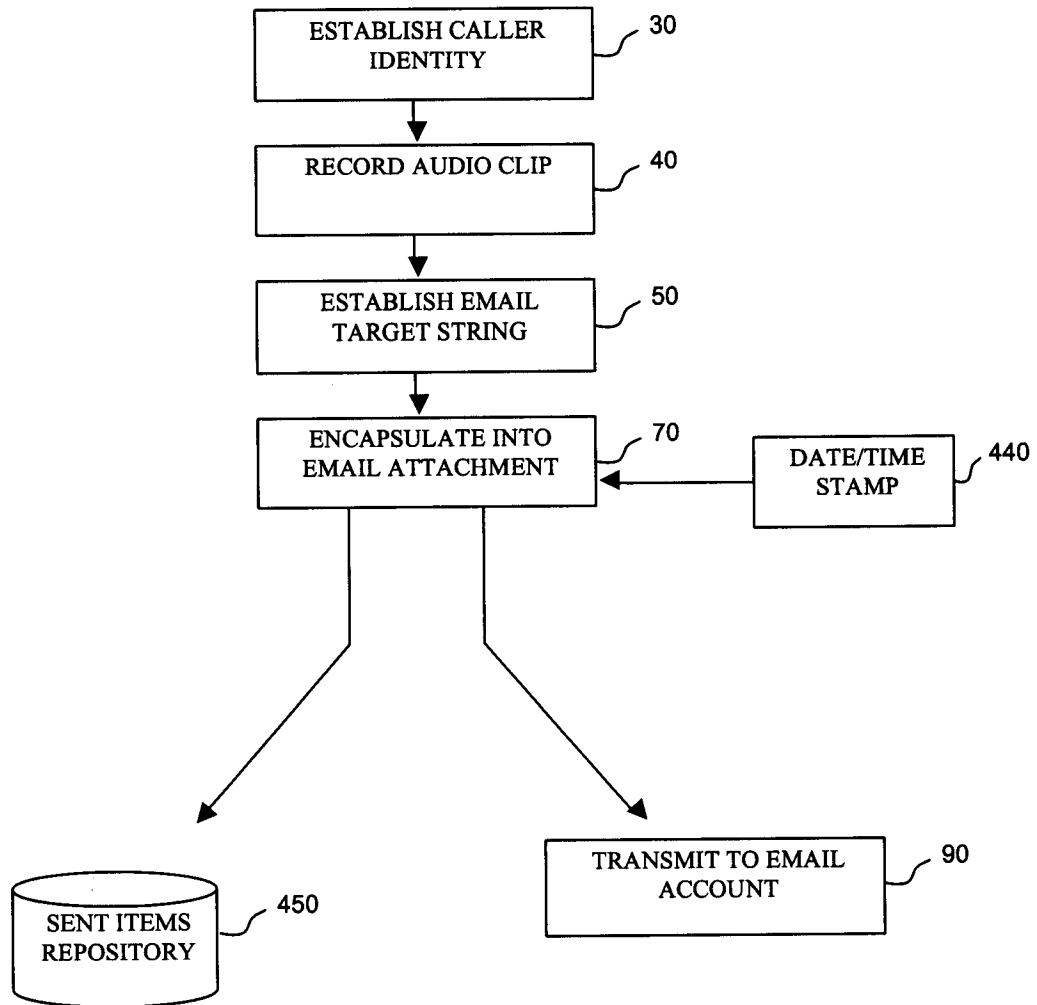 ESTABLISH CALLER
IDENTITY
30
RECORD AUDIO CLIP
40
ESTABLISH EMAIL
TARGET STRING
50
ENCAPSULATE INTO
EMAIL ATTACHMENT
70
DATE/TIME
STAMP
440
TRANSMIT TO EMAIL
ACCOUNT
90
SENT ITEMS
REPOSITORY
450